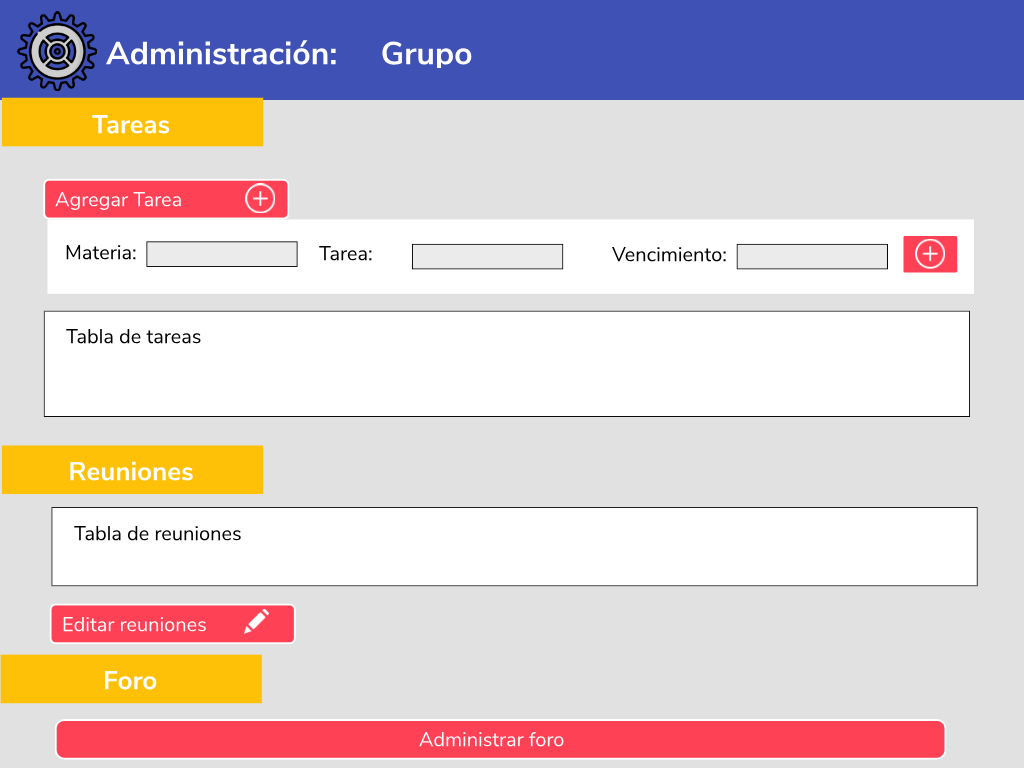 Administración: Grupo
Tareas
Agregar Tarea
Materia: Tarea: Vencimiento:
Tabla de tareas
Reuniones
Tabla de reuniones
Editar reuniones
Foro
Administrar foro